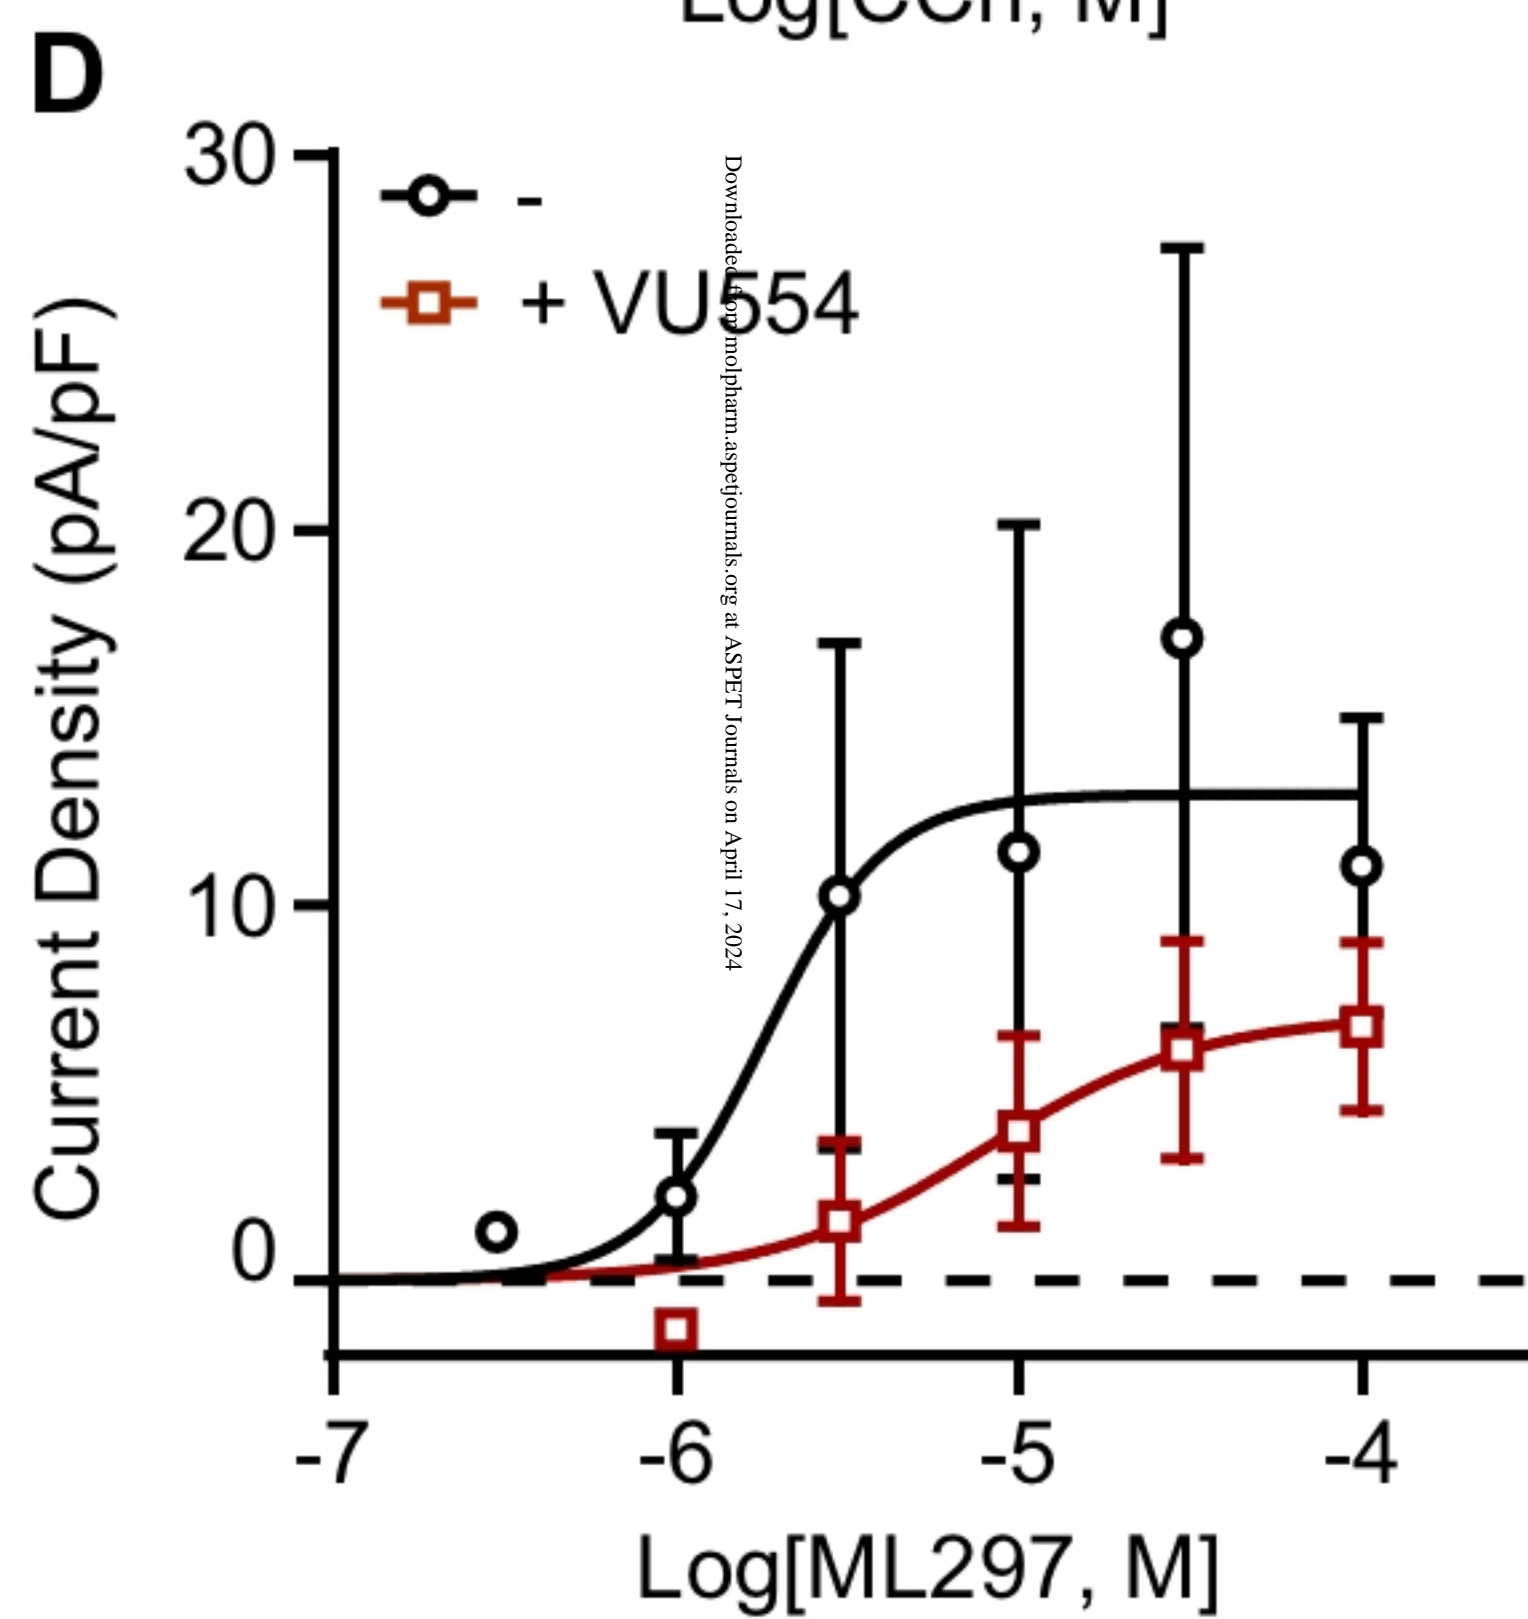 Log[CCh, M]
D
30
-
+ VU554
20
10
0
Current Density (pA/pF)
Downloaded from molpharm.aspetjournals.org at ASPET Journals on April 17, 2024
-7 -6 -5 -4
Log[ML297, M]